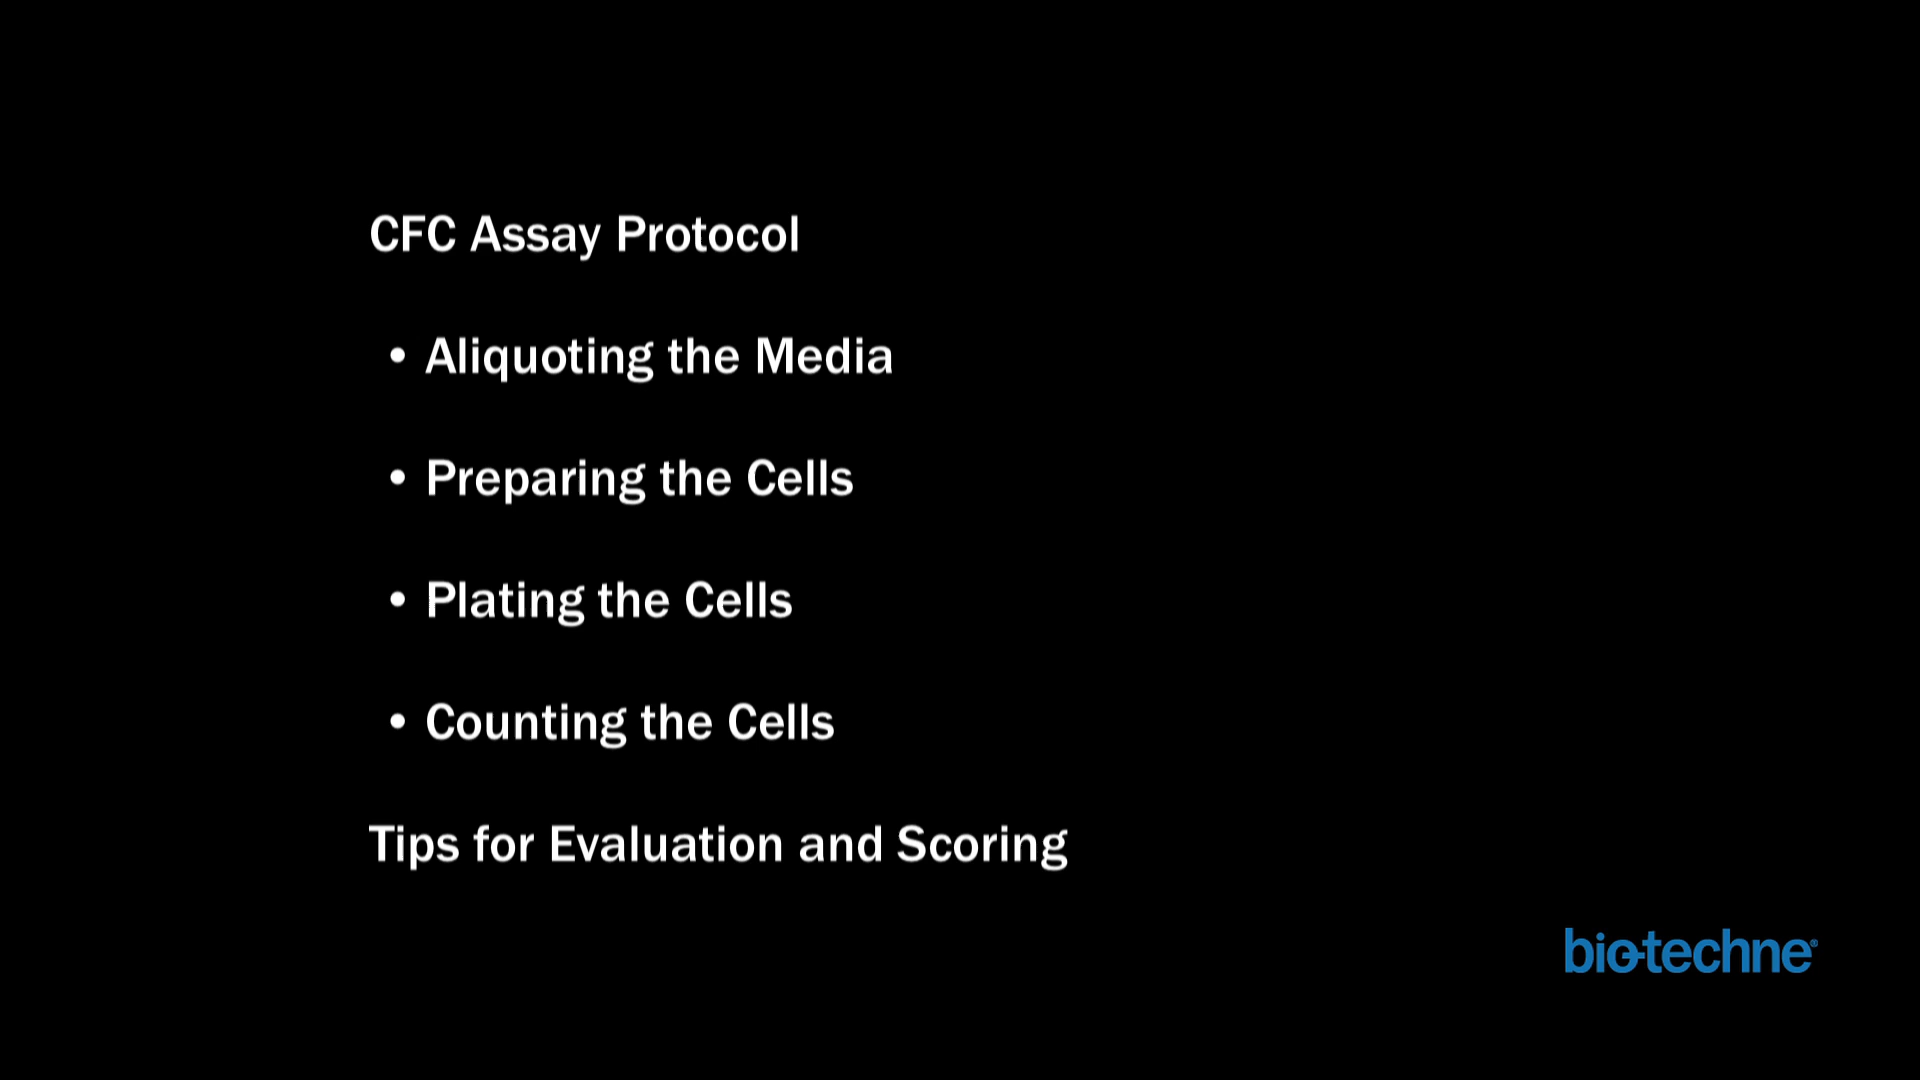 CFC Assay Protocol
• Aliquoting the Media
• Preparing the Cells
• Plating the Cells
• Counting the Cells
Tips for Evaluation and Scoring
bio-techne®